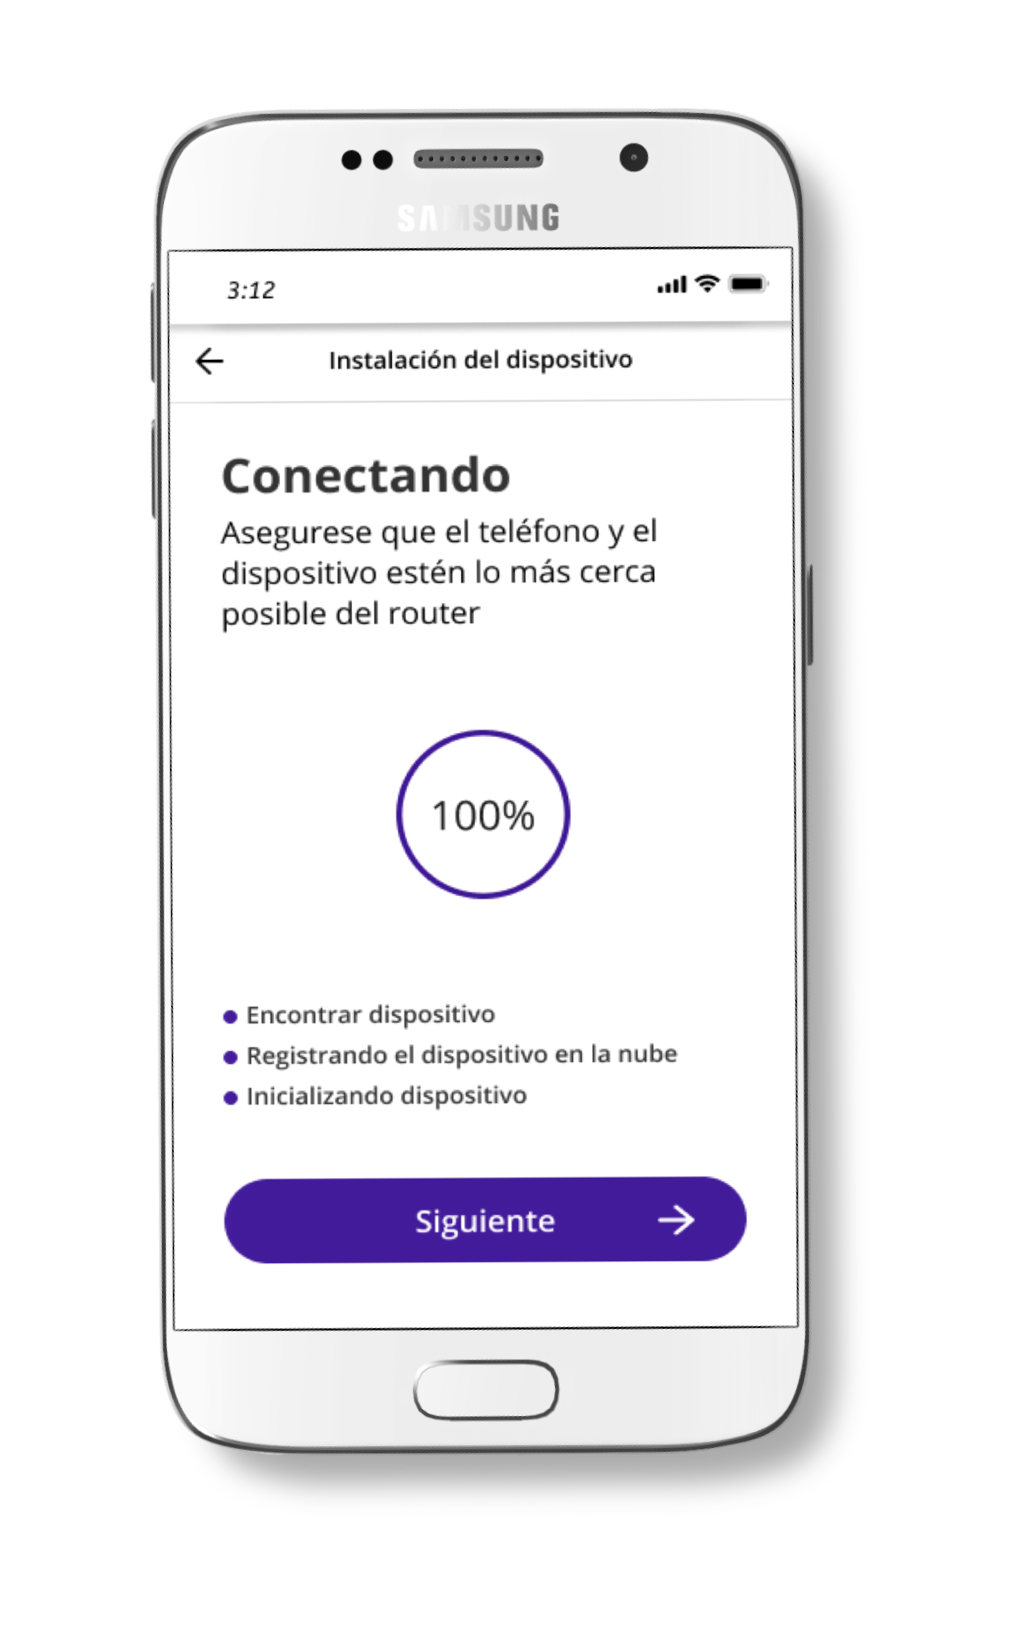 SAMSUNG
3:12
Instalación del dispositivo
Conectando
Asegurese que el teléfono y el
dispositivo estén lo más cerca
posible del router
100%
Encontrar dispositivo
Registrando el dispositivo en la nube
Inicializando dispositivo
Siguiente